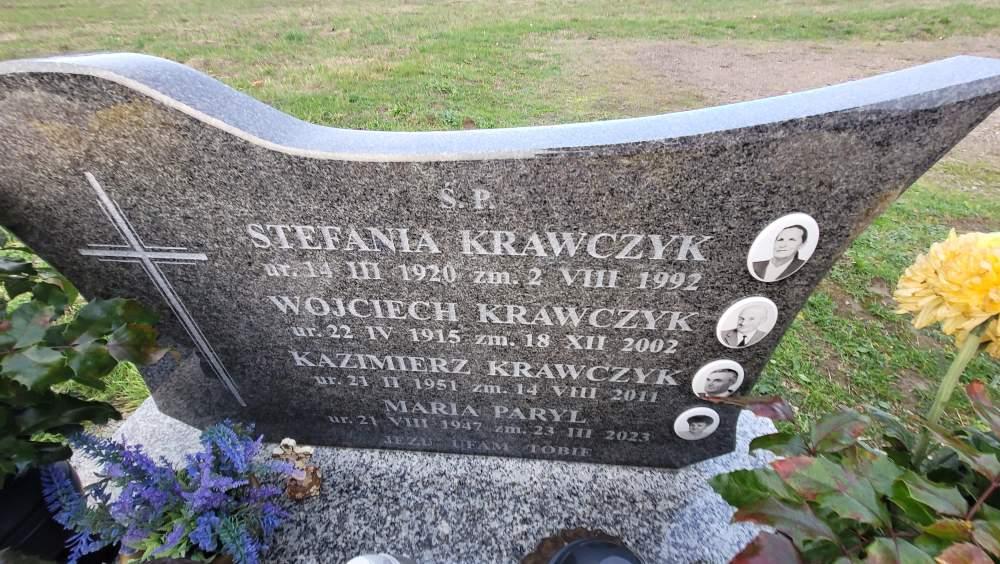 Ś.P.
STEFANIA KRAWCZYK
ur. 14 III 1920 zm. 2 VIII 1992
WOJCIECH KRAWCZYK
ur. 22 IV 1915 zm. 18 XII 2002
KAZIMIERZ KRAWCZYK
ur. 21 II 1951 zm. 14 VIII 2011
MARIA PARYL
ur. 21 VIII 1947 zm. 23 III 2023
JEZU UFAM TOBIE